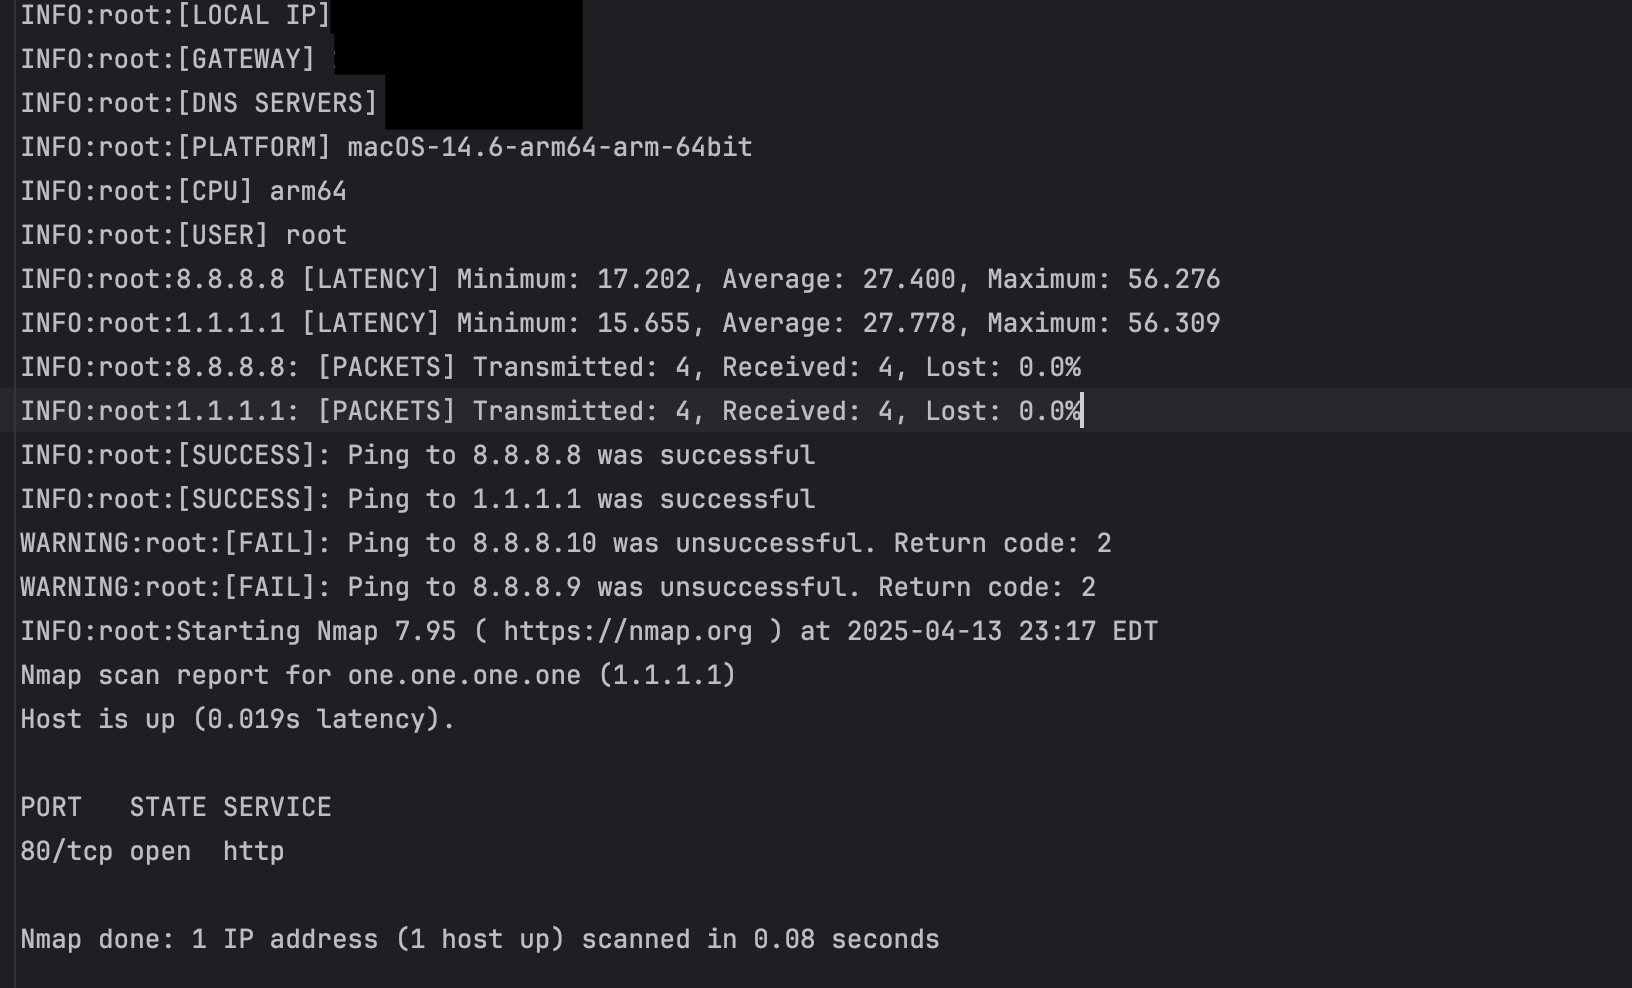 INFO:root:[LOCAL IP]
INFO:root:[GATEWAY]
INFO:root:[DNS SERVERS]
INFO:root:[PLATFORM] macOS-14.6-arm64-arm-64bit
INFO:root:[CPU] arm64
INFO:root:[USER] root
INFO:root:8.8.8.8 [LATENCY] Minimum: 17.202, Average: 27.400, Maximum: 56.276
INFO:root:1.1.1.1 [LATENCY] Minimum: 15.655, Average: 27.778, Maximum: 56.309
INFO:root:8.8.8.8: [PACKETS] Transmitted: 4, Received: 4, Lost: 0.0%
INFO:root:1.1.1.1: [PACKETS] Transmitted: 4, Received: 4, Lost: 0.0%
INFO:root:[SUCCESS]: Ping to 8.8.8.8 was successful
INFO:root:[SUCCESS]: Ping to 1.1.1.1 was successful
WARNING:root:[FAIL]: Ping to 8.8.8.10 was unsuccessful. Return code: 2
WARNING:root:[FAIL]: Ping to 8.8.8.9 was unsuccessful. Return code: 2
INFO:root:Starting Nmap 7.95 ( https://nmap.org ) at 2025-04-13 23:17 EDT
Nmap scan report for one.one.one.one (1.1.1.1)
Host is up (0.019s latency).
PORT   STATE SERVICE
80/tcp open  http
Nmap done: 1 IP address (1 host up) scanned in 0.08 seconds